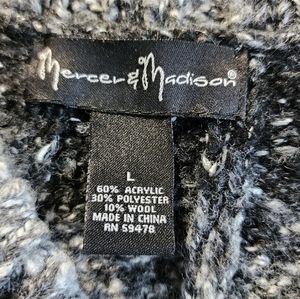 Mercer & Madison®
L
60% ACRYLIC
30% POLYESTER
10% WOOL
MADE IN CHINA
RN 59478